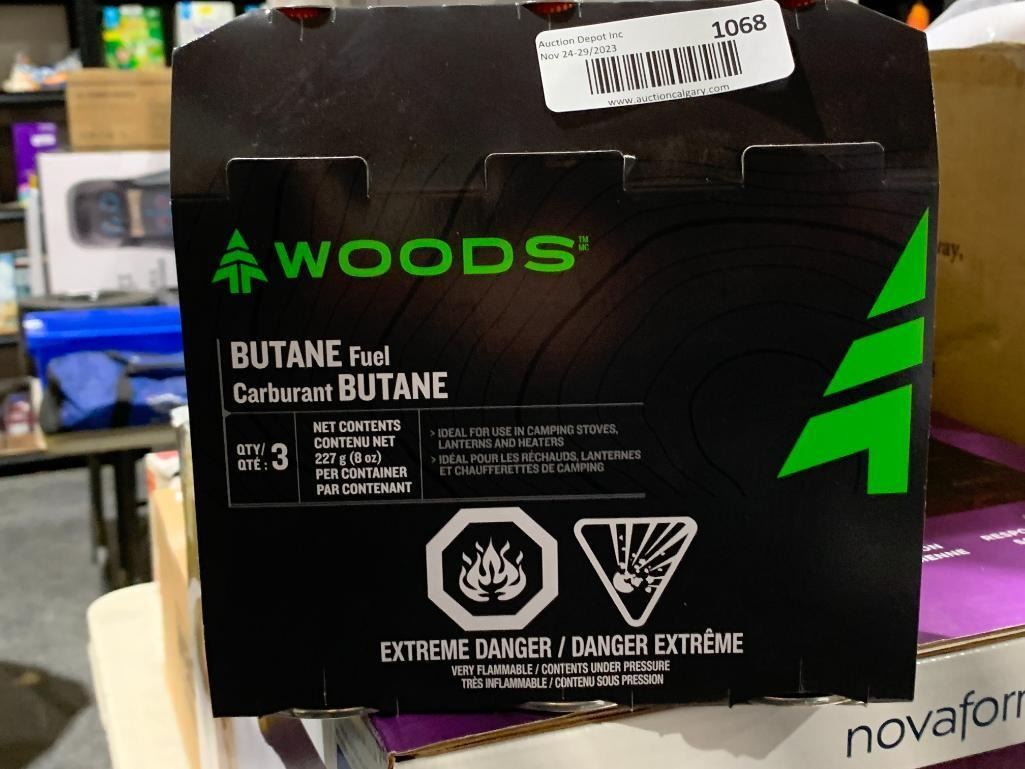 Auction Depot Inc
1068
Nov 24-29/2023
www.auctioncalgary.com
WOODS TM MC
BUTANE Fuel
Carburant BUTANE
QTY/
QTÉ : 3
NET CONTENTS
CONTENU NET
227 g (8 oz)
PER CONTAINER
PAR CONTENANT
> IDEAL FOR USE IN CAMPING STOVES,
LANTERNS AND HEATERS
> IDÉAL POUR LES RÉCHAUDS, LANTERNES
ET CHAUFFERETTES DE CAMPING
EXTREME DANGER / DANGER EXTRÊME
VERY FLAMMABLE / CONTENTS UNDER PRESSURE
TRÈS INFLAMMABLE / CONTENU SOUS PRESSION
novaform